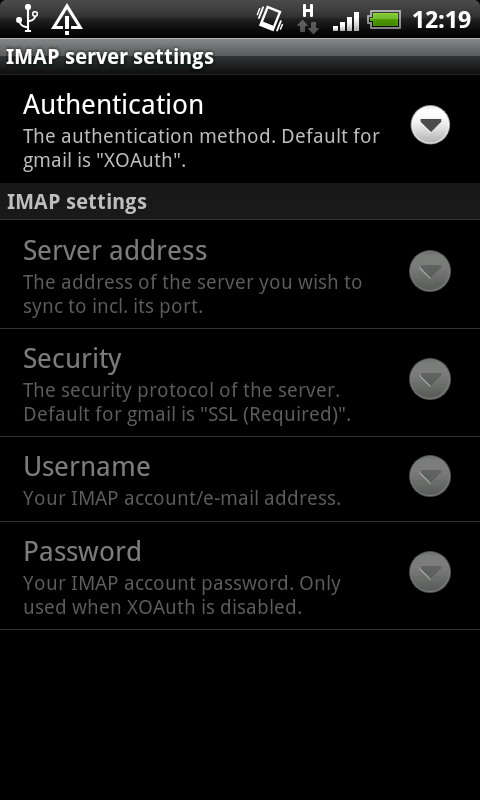 H
12:19
IMAP server settings
Authentication
The authentication method. Default for
gmail is "XOAuth".
IMAP settings
Server address
The address of the server you wish to
sync to incl. its port.
Security
The security protocol of the server.
Default for gmail is "SSL (Required)".
Username
Your IMAP account/e-mail address.
Password
Your IMAP account password. Only
used when XOAuth is disabled.